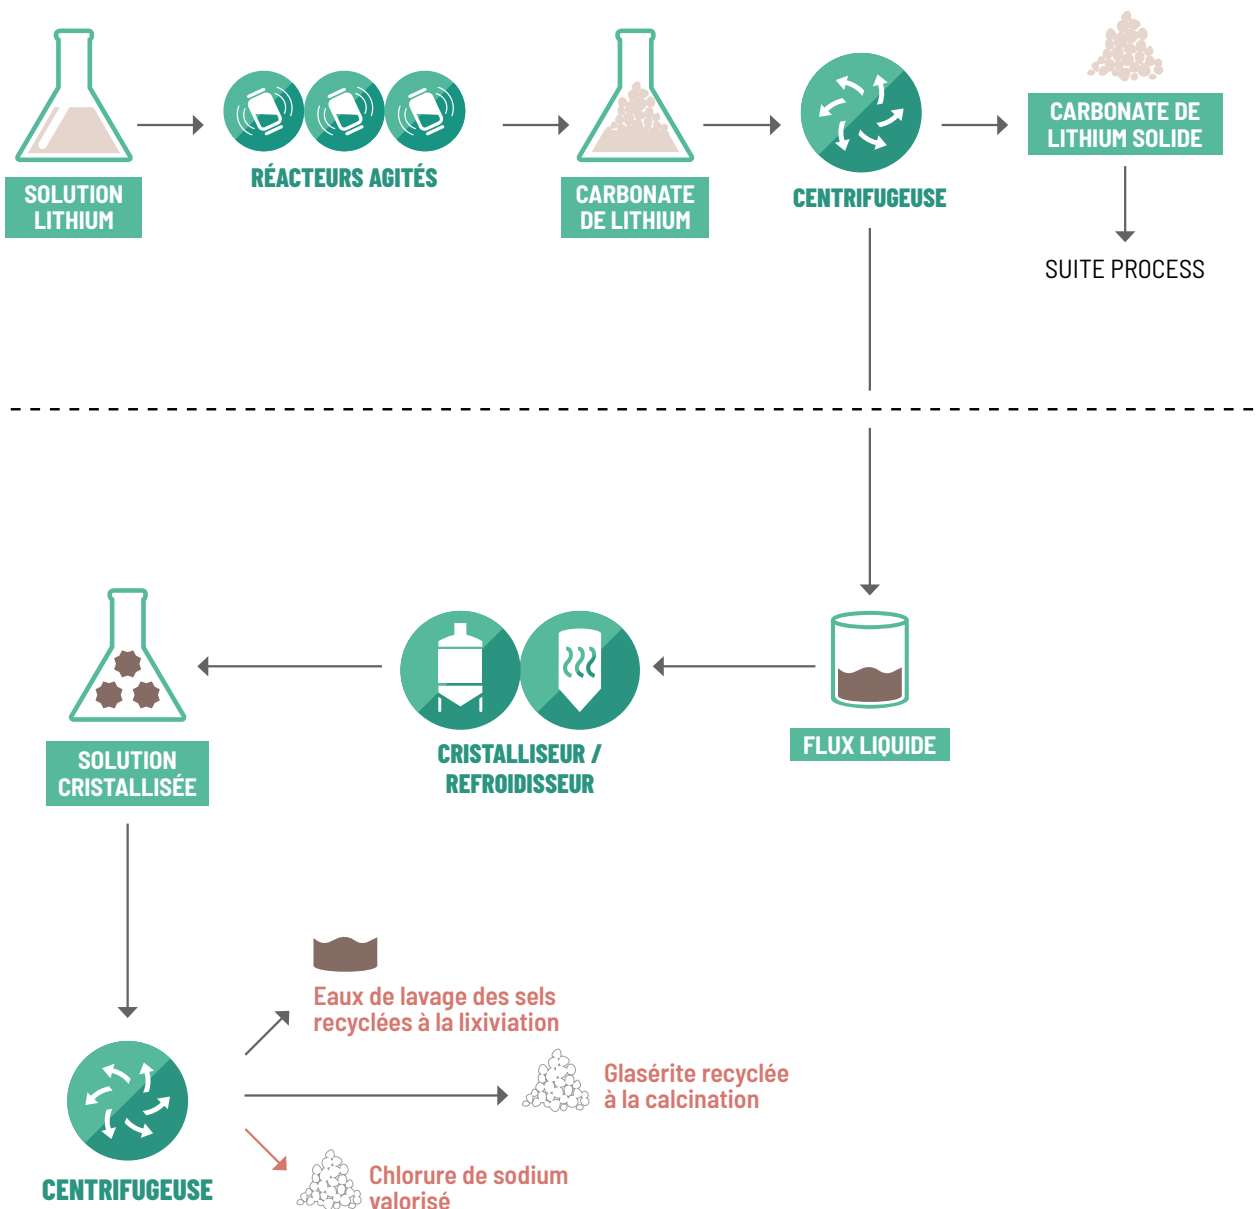 SOLUTION
LITHIUM
RÉACTEURS AGITÉS
CARBONATE
DE LITHIUM
CENTRIFUGEUSE
CARBONATE DE
LITHIUM SOLIDE
SUITE PROCESS
FLUX LIQUIDE
CRISTALLISEUR /
REFROIDISSEUR
SOLUTION
CRISTALLISÉE
CENTRIFUGEUSE
Eaux de lavage des sels
recyclées à la lixiviation
Glasérite recyclée
à la calcination
Chlorure de sodium
valorisé